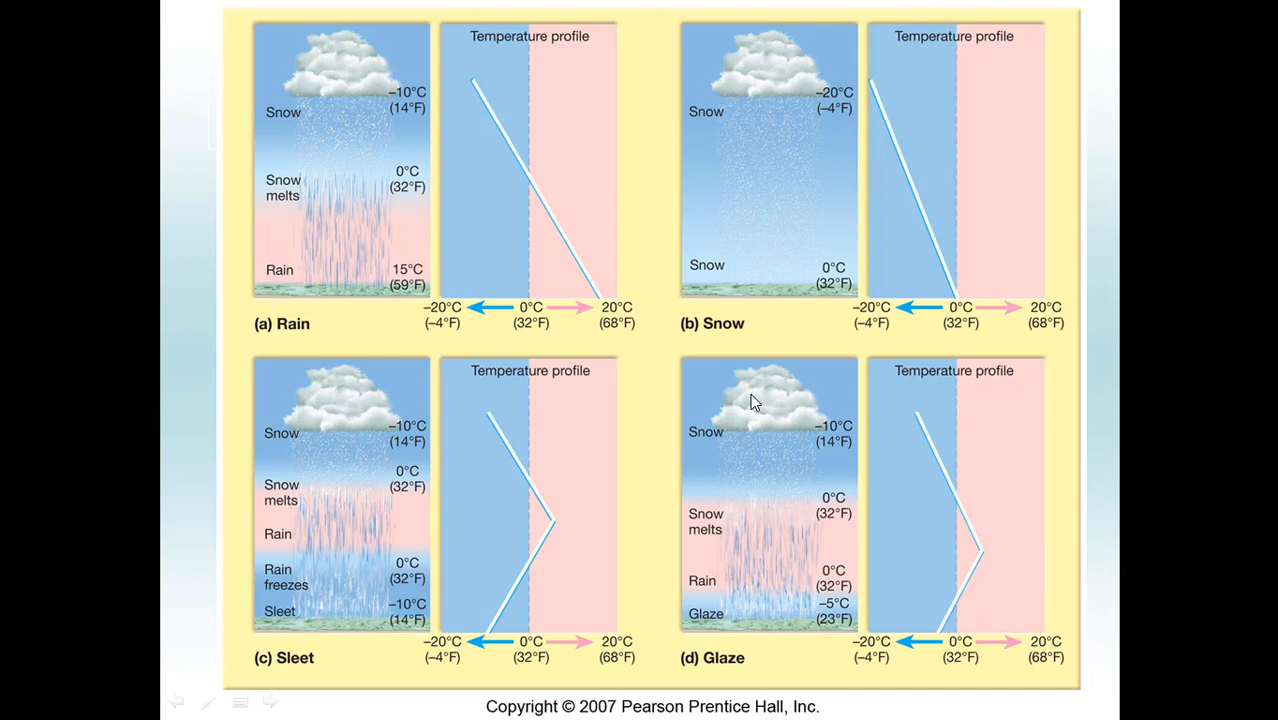 Temperature profile
–10°C
(14°F)
Snow
0°C
(32°F)
Snow
melts
Rain
15°C
(59°F)
–20°C
(–4°F)
0°C
(32°F)
20°C
(68°F)
(a) Rain
Temperature profile
–20°C
(–4°F)
Snow
Snow
0°C
(32°F)
–20°C
(–4°F)
0°C
(32°F)
20°C
(68°F)
(b) Snow
Temperature profile
Snow
–10°C
(14°F)
0°C
(32°F)
Snow
melts
Rain
Rain
freezes
0°C
(32°F)
Sleet
–10°C
(14°F)
–20°C
(–4°F)
0°C
(32°F)
20°C
(68°F)
(c) Sleet
Temperature profile
Snow
–10°C
(14°F)
0°C
(32°F)
Snow
melts
Rain
0°C
(32°F)
Glaze
–5°C
(23°F)
–20°C
(–4°F)
0°C
(32°F)
20°C
(68°F)
(d) Glaze
Copyright © 2007 Pearson Prentice Hall, Inc.